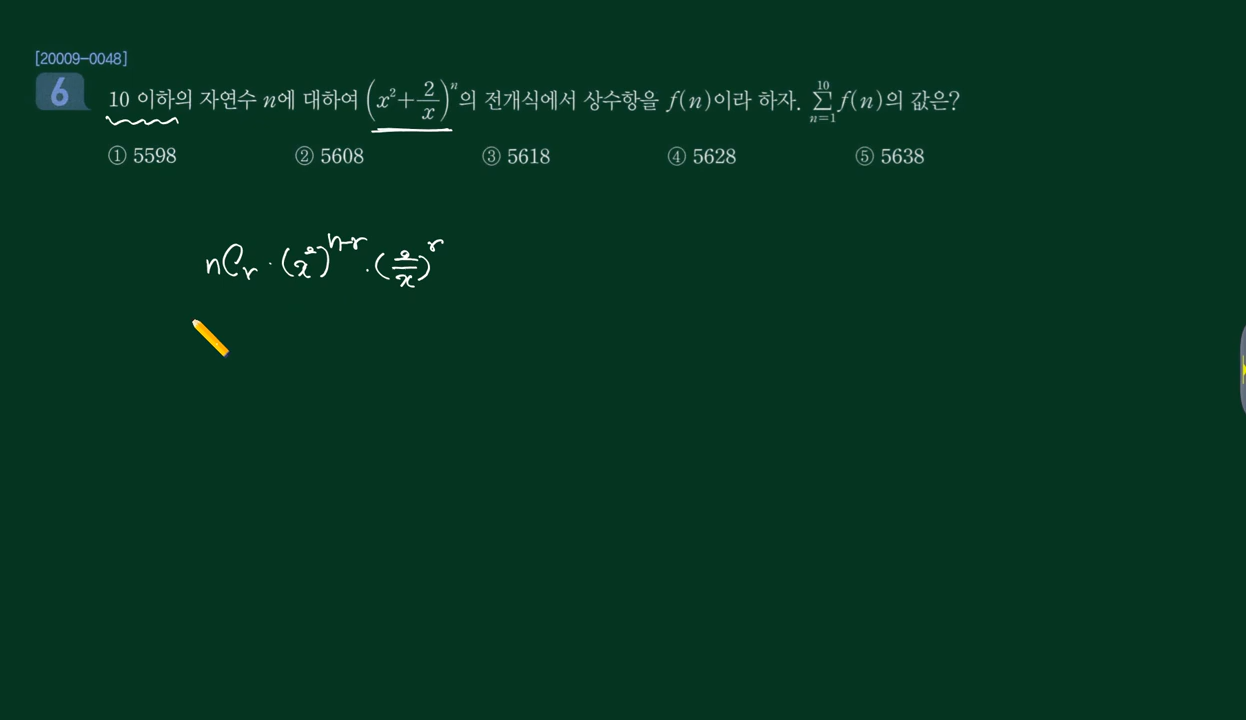 [20009-0048]
6 10 이하의 자연수 n에 대하여 (x²+2/x)ⁿ의 전개식에서 상수항을 f(n)이라 하자. ∑_{n=1}^{10} f(n)의 값은?
① 5598 ② 5608 ③ 5618 ④ 5628 ⑤ 5638
nCr · (x²)^{n-r} · (2/x)^r